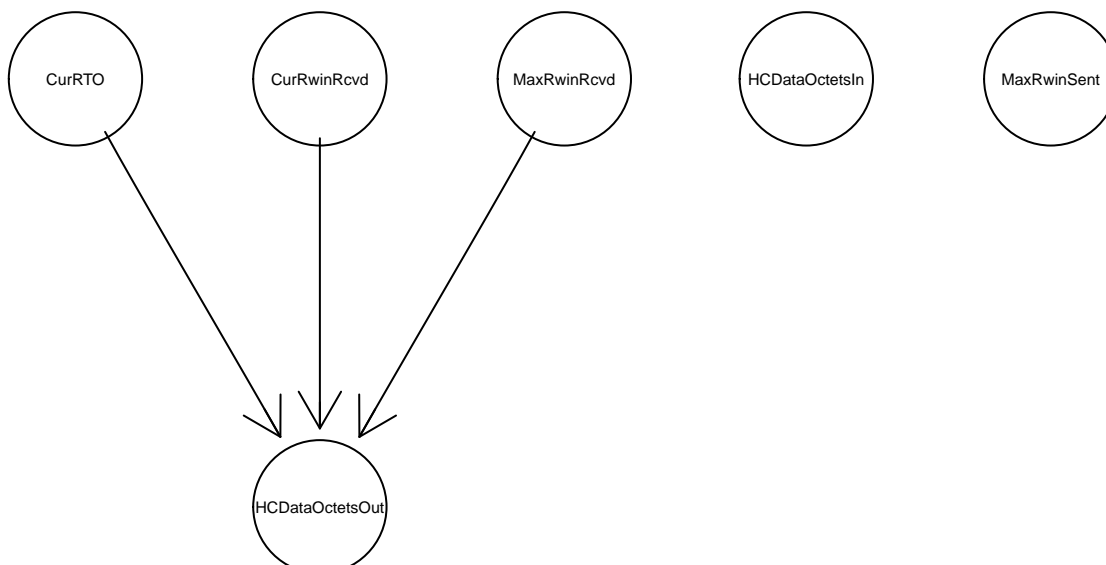 CurRTO
CurRwinRcvd
MaxRwinRcvd
HCDataOctetsIn
MaxRwinSent
HCDataOctetsOut